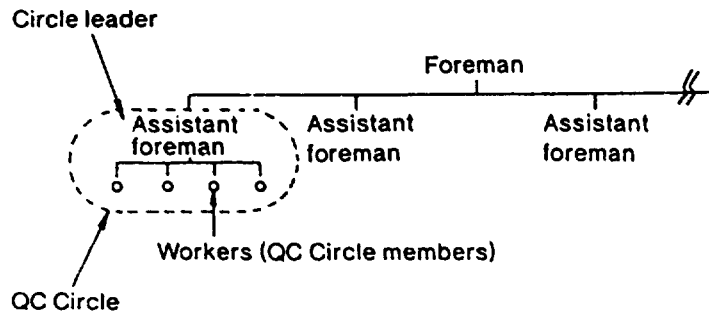 Circle leader
Foreman
Assistant
foreman
Assistant
foreman
Assistant
foreman
Workers (QC Circle members)
QC Circle